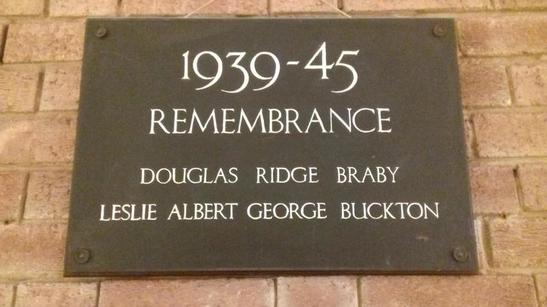 1939-45
REMEMBRANCE
DOUGLAS RIDGE BRABY
LESLIE ALBERT GEORGE BUCKTON